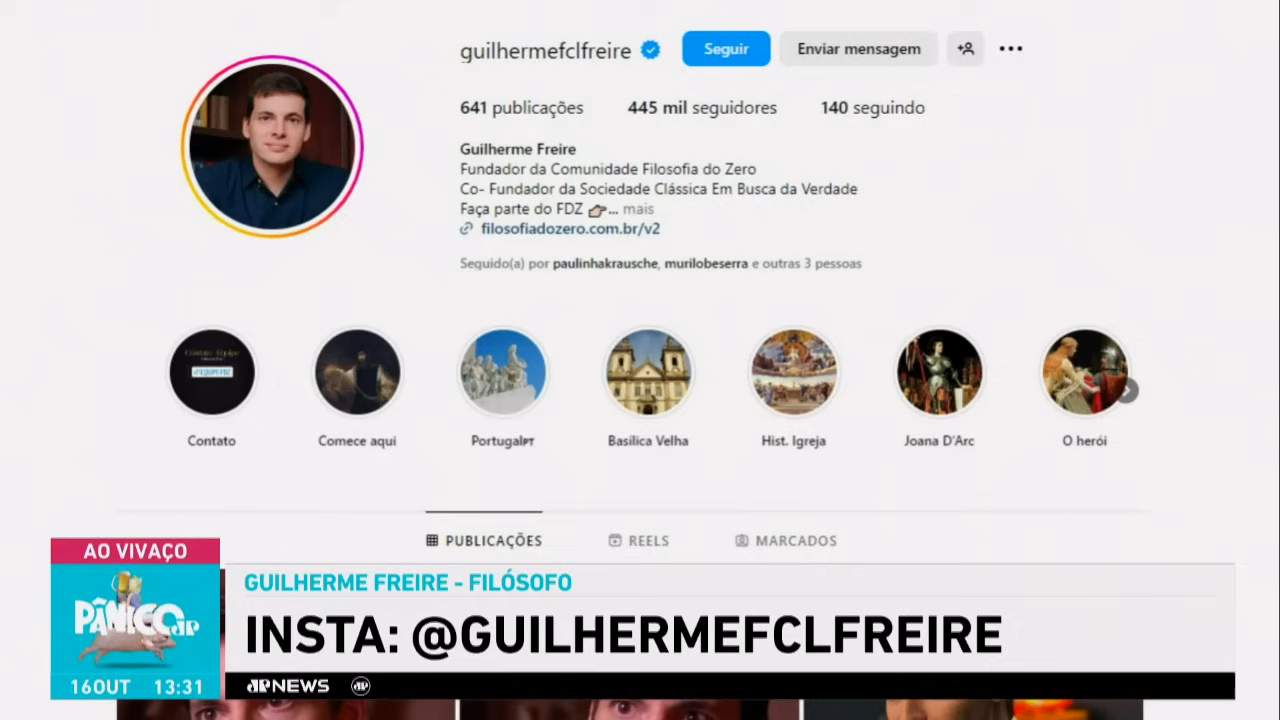 guilhermefclfreire
Seguir
Enviar mensagem
641 publicações
445 mil seguidores
140 seguindo
Guilherme Freire
Fundador da Comunidade Filosofia do Zero
Co- Fundador da Sociedade Clássica Em Busca da Verdade
Faça parte do FDZ 👉... mais
filosofiadozero.com.br/v2
Seguido(a) por paulinhakrausche, murilobeserra e outras 3 pessoas
Contato
Comece aqui
PortugalPT
Basílica Velha
Hist. Igreja
Joana D'Arc
O herói
PUBLICAÇÕES
REELS
MARCADOS
AO VIVAÇO
PÂNICO JP
16OUT 13:31
GUILHERME FREIRE - FILÓSOFO
INSTA: @GUILHERMEFCLFREIRE
JP NEWS
JP